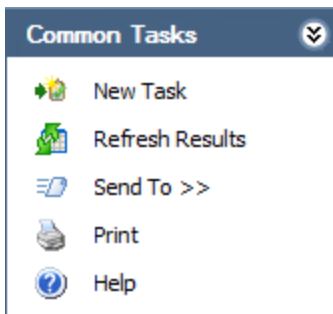 Common Tasks
New Task
Refresh Results
Send To >>
Print
Help